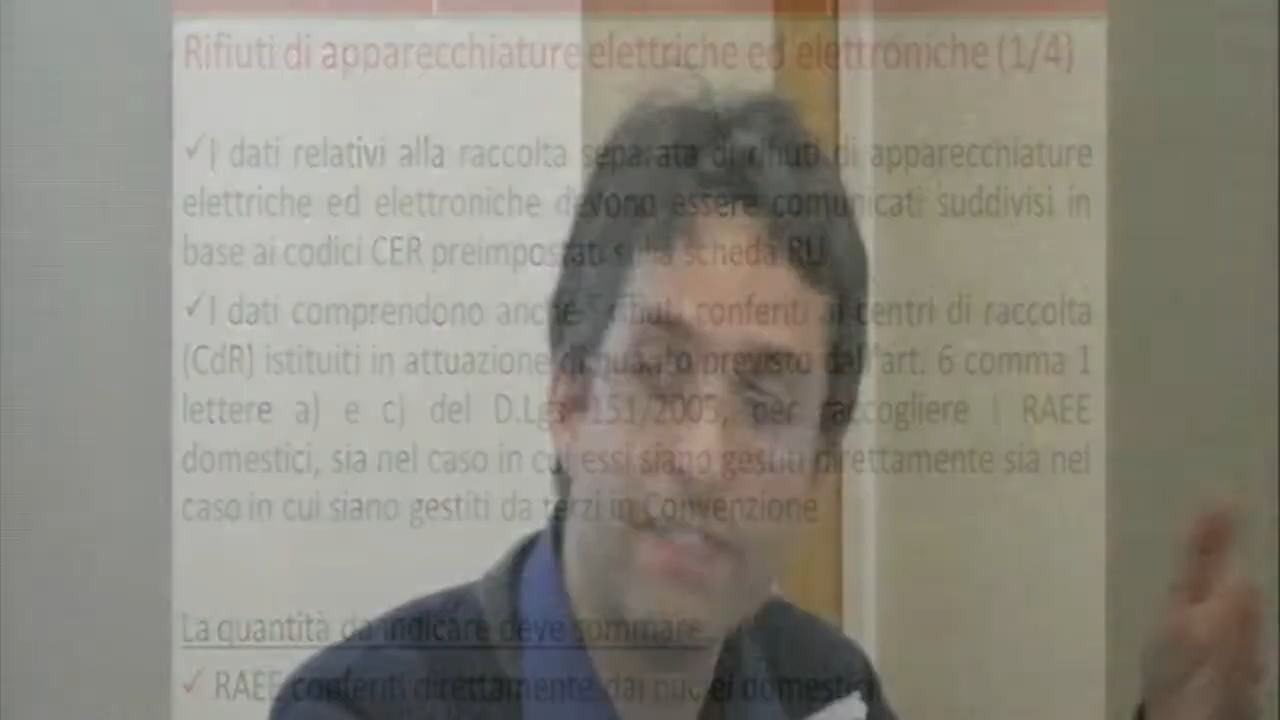 Rifiuti di apparecchiature elettriche ed elettroniche (1/4)
✓I dati relativi alla raccolta separata di rifiuti di apparecchiature
elettriche ed elettroniche devono essere comunicati suddivisi in
base ai codici CER preimpostati sulla scheda RU
✓I dati comprendono anche i rifiuti conferiti ai centri di raccolta
(CdR) istituiti in attuazione di quanto previsto dall'art. 6 comma 1
lettere a) e c) del D.Lgs 151/2005, per raccogliere i RAEE
domestici, sia nel caso in cui essi siano gestiti direttamente sia nel
caso in cui siano gestiti da terzi in Convenzione
La quantità da indicare deve sommare
✓ RAEE conferiti direttamente dai nuclei domestici